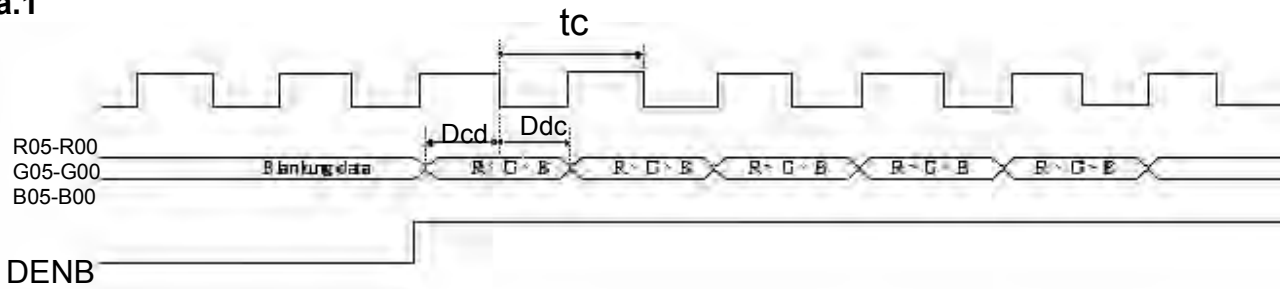 a.1
tc
Dcd Ddc
R05-R00
G05-G00
B05-B00
Blanking data R G B R G B R G B R G B R G B
DENB